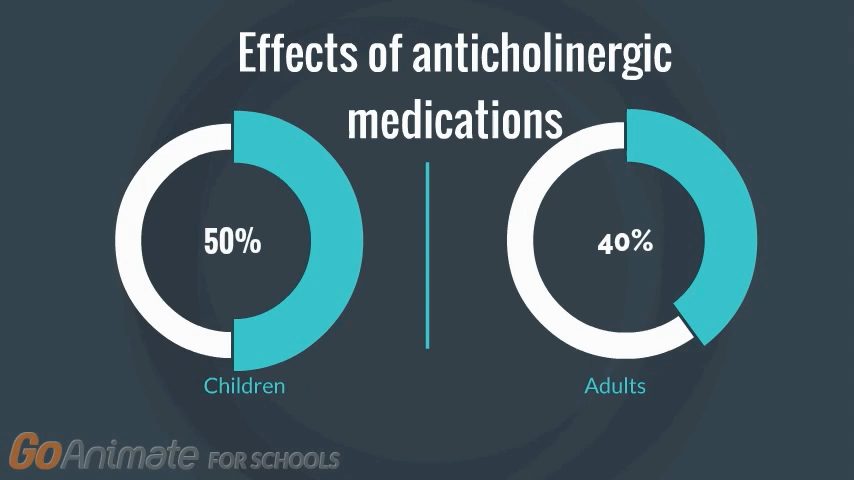 Effects of anticholinergic
medications
50%
40%
Children
Adults
GoAnimate FOR SCHOOLS